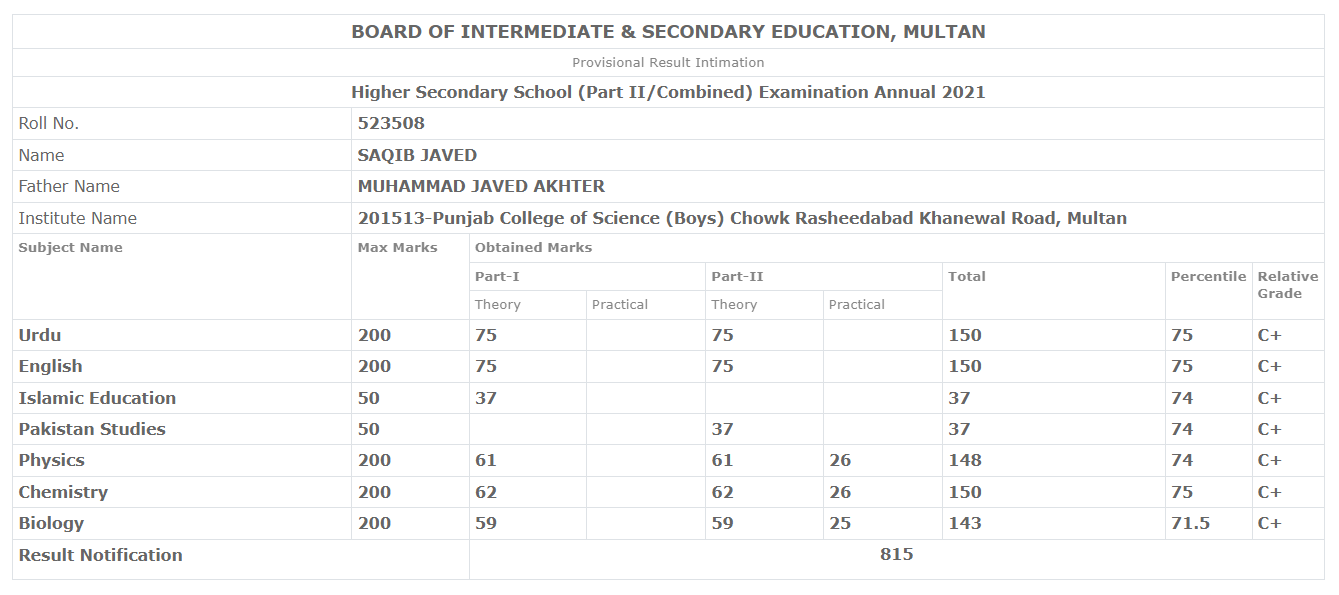 BOARD OF INTERMEDIATE & SECONDARY EDUCATION, MULTAN
Provisional Result Intimation
Higher Secondary School (Part II/Combined) Examination Annual 2021
Roll No. 523508
Name SAQIB JAVED
Father Name MUHAMMAD JAVED AKHTER
Institute Name 201513-Punjab College of Science (Boys) Chowk Rasheedabad Khanewal Road, Multan
Subject Name Max Marks Obtained Marks
Part-I Part-II Total Percentile Relative
Grade
Theory Practical Theory Practical
Urdu 200 75 75 150 75 C+
English 200 75 75 150 75 C+
Islamic Education 50 37 37 74 C+
Pakistan Studies 50 37 37 74 C+
Physics 200 61 61 26 148 74 C+
Chemistry 200 62 62 26 150 75 C+
Biology 200 59 59 25 143 71.5 C+
Result Notification 815